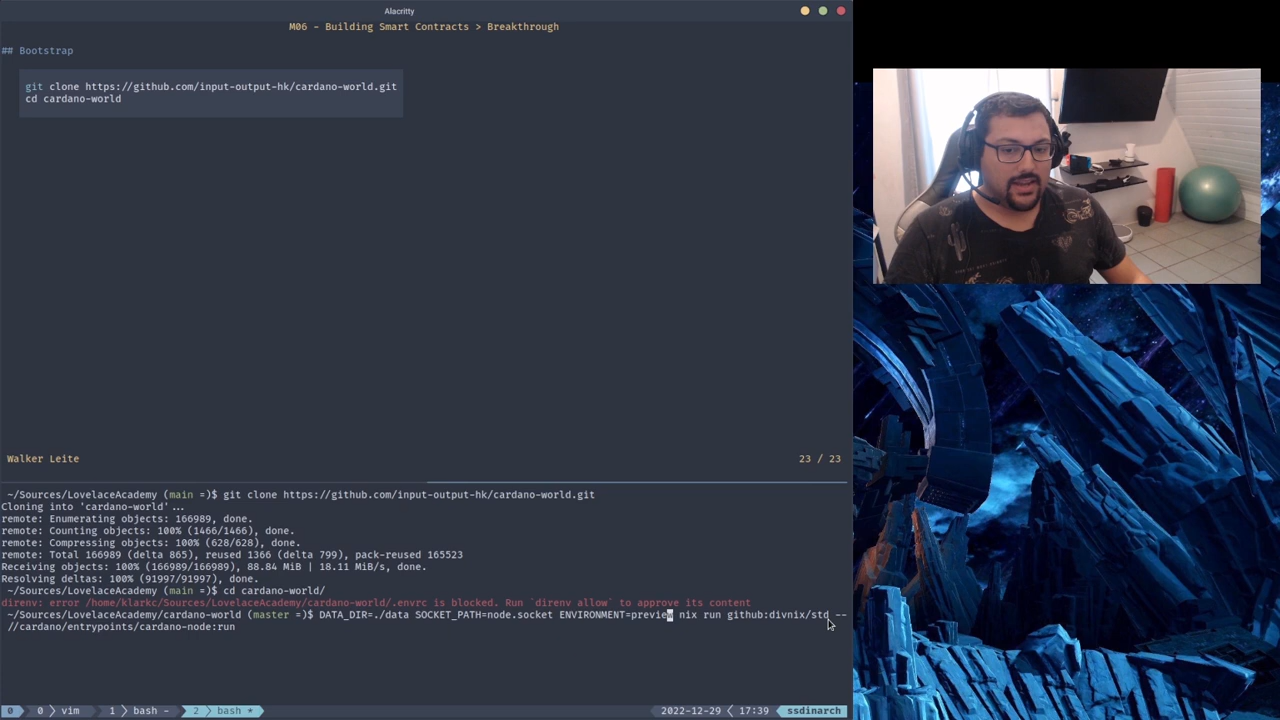 Alacritty
M06 - Building Smart Contracts > Breakthrough
## Bootstrap
git clone https://github.com/input-output-hk/cardano-world.git
cd cardano-world
Walker Leite
23 / 23
~/Sources/LovelaceAcademy (main =)$ git clone https://github.com/input-output-hk/cardano-world.git
Cloning into 'cardano-world'...
remote: Enumerating objects: 166989, done.
remote: Counting objects: 100% (1466/1466), done.
remote: Compressing objects: 100% (628/628), done.
remote: Total 166989 (delta 865), reused 1366 (delta 799), pack-reused 165523
Receiving objects: 100% (166989/166989), 88.84 MiB | 18.11 MiB/s, done.
Resolving deltas: 100% (91997/91997), done.
~/Sources/LovelaceAcademy (main =)$ cd cardano-world/
direnv: error /home/klarkc/Sources/LovelaceAcademy/cardano-world/.envrc is blocked. Run `direnv allow` to approve its content
~/Sources/LovelaceAcademy/cardano-world (master =)$ DATA_DIR=./data SOCKET_PATH=node.socket ENVIRONMENT=preview nix run github:divnix/std --
//cardano/entrypoints/cardano-node:run
0 0 vim 1 bash - 2 bash * 2022-12-29 17:39 ssdinarch